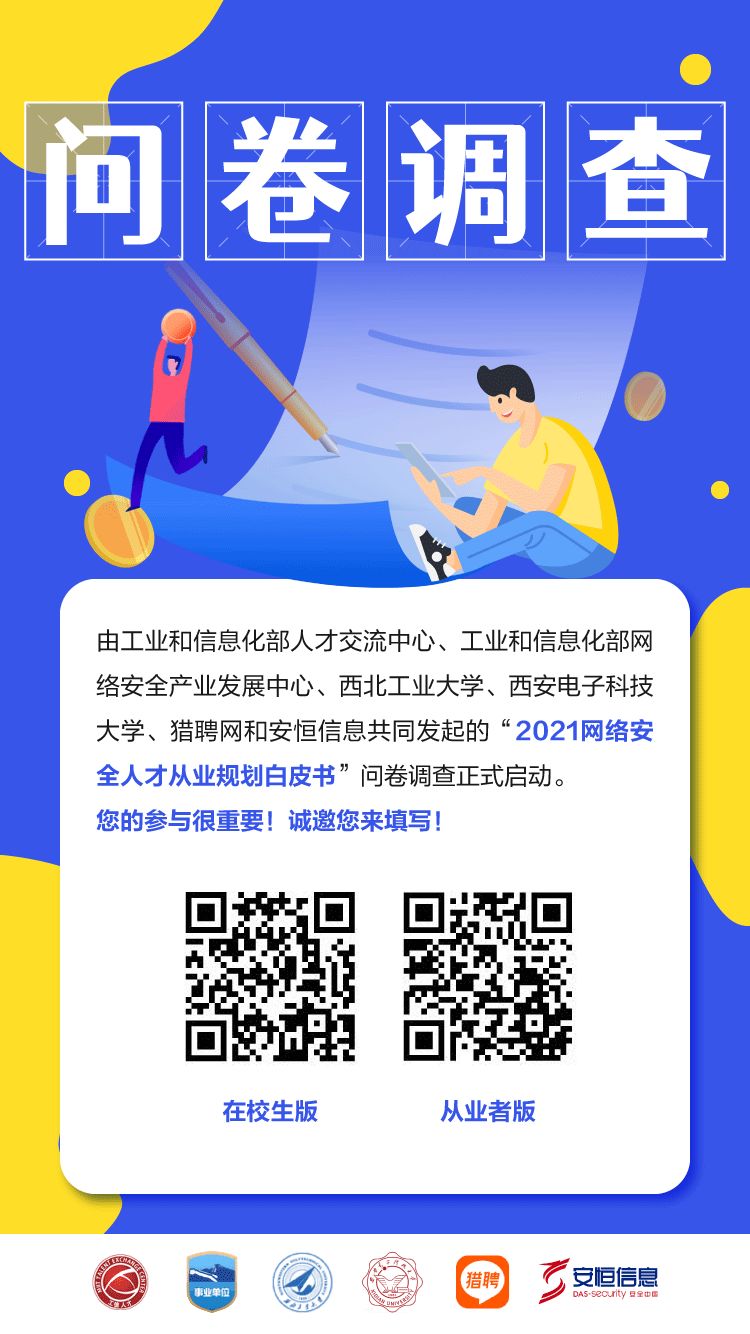 问卷调查
由工业和信息化部人才交流中心、工业和信息化部网
络安全产业发展中心、西北工业大学、西安电子科技
大学、猎聘网和安恒信息共同发起的“2021网络安
全人才从业规划白皮书”问卷调查正式启动。
您的参与很重要！诚邀您来填写！
在校生版
从业者版
MIIT TALENT EXCHANGE CENTER
事业单位
猎聘
安恒信息
DAS-security 安全中国